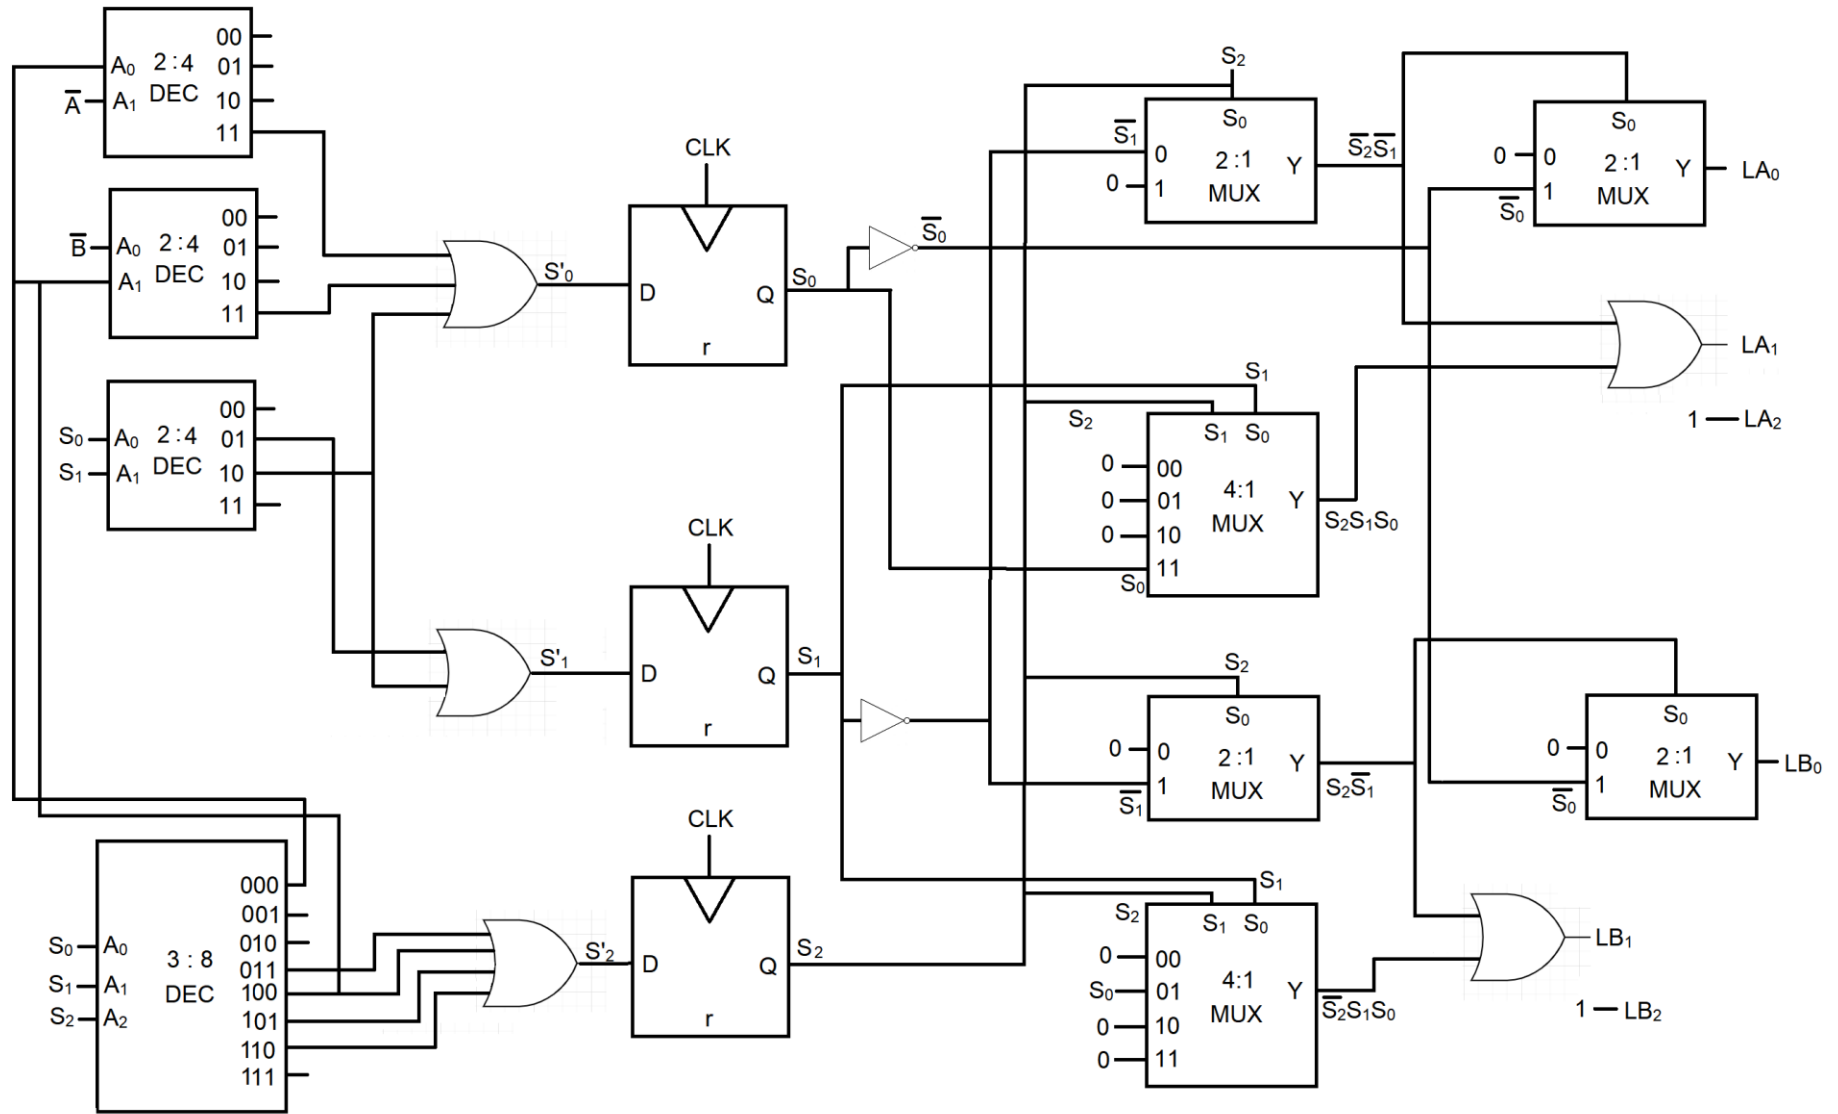 00
A₀ 2:4 01
A̅ A₁ DEC 10
11
00
B̅ A₀ 2:4 01
A₁ DEC 10
11
00
S₀ A₀ 2:4 01
S₁ A₁ DEC 10
11
000
001
S₀ A₀ 010
3:8 011
S₁ A₁ DEC 100
S₂ A₂ 101
110
111
S'₀
S'₁
S'₂
CLK
D Q
r
S₀
S̅₀
CLK
D Q
r
S₁
CLK
D Q
r
S₂
S₂
S₀
S̅₁ 0 2:1 Y
0 1 MUX
S̅₂S̅₁
S₁
S₂
S₁ S₀
0 00
0 01 4:1 Y
0 10 MUX
S₀ 11
S₂S₁S₀
S₂
S₀
0 0 2:1 Y
S̅₁ 1 MUX
S₂S̅₁
S₁
S₂
S₁ S₀
0 00
S₀ 01 4:1 Y
0 10 MUX
0 11
S̅₂S₁S₀
S₀
0 0 2:1 Y LA₀
S̅₀ 1 MUX
LA₁
1 LA₂
S₀
0 0 2:1 Y LB₀
S̅₀ 1 MUX
LB₁
1 LB₂